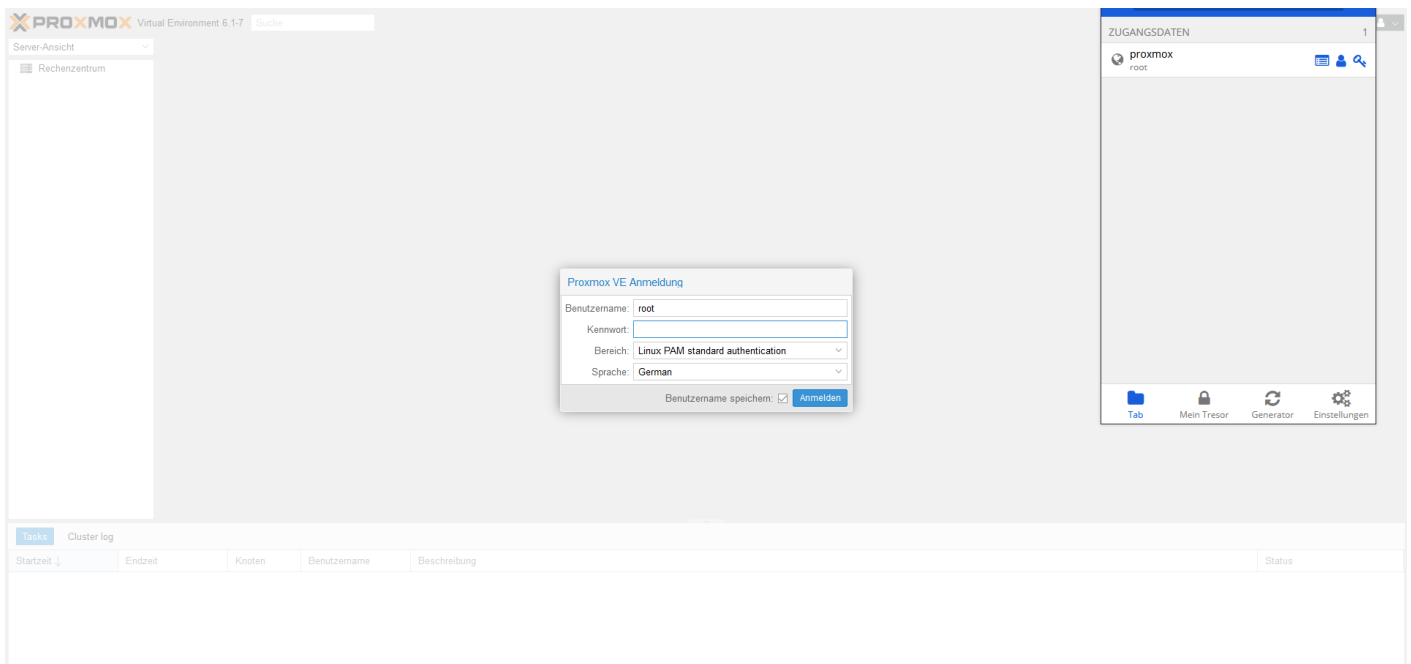 PROXMOX Virtual Environment 6.1-7 Suche
Server-Ansicht
Rechenzentrum
ZUGANGSDATEN 1
proxmox
root
Proxmox VE Anmeldung
Benutzername: root
Kennwort:
Bereich: Linux PAM standard authentication
Sprache: German
Benutzername speichern: Anmelden
Tab Mein Tresor Generator Einstellungen
Tasks Cluster log
Startzeit ↓ Endzeit Knoten Benutzername Beschreibung Status